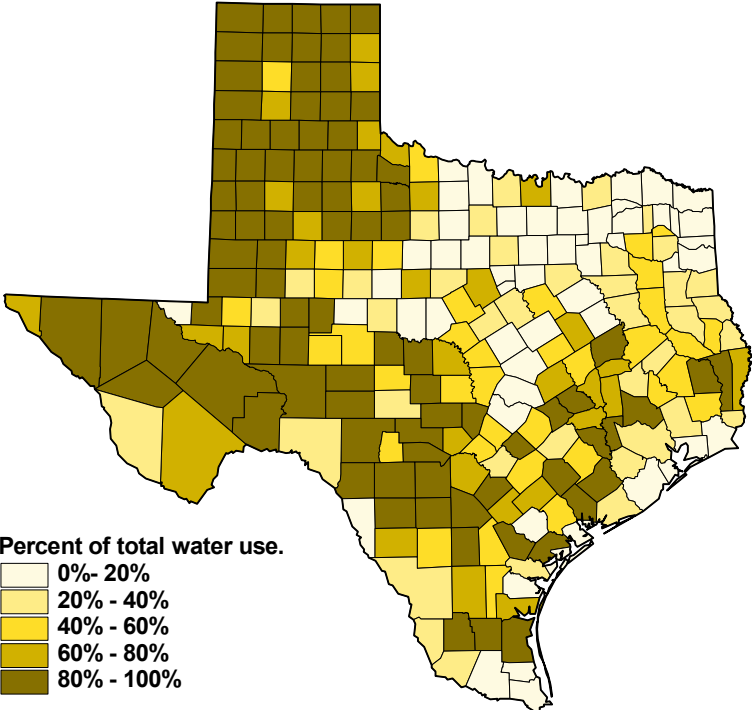 Percent of total water use.
0%- 20%
20% - 40%
40% - 60%
60% - 80%
80% - 100%